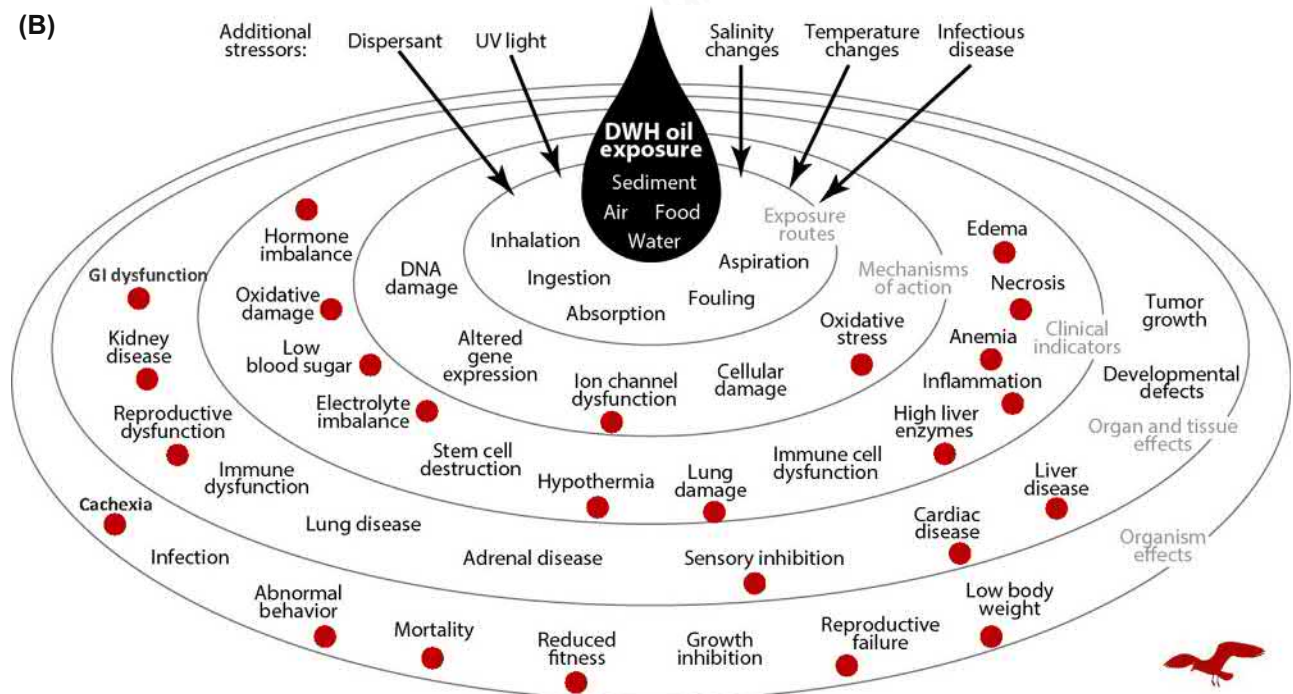 (B)
Additional
stressors:
Dispersant
UV light
Salinity
changes
Temperature
changes
Infectious
disease
DWH oil
exposure
Sediment
Air Food
Water
Exposure
routes
Inhalation
Ingestion
Absorption
Fouling
Aspiration
Mechanisms
of action
DNA
damage
Altered
gene
expression
Ion channel
dysfunction
Cellular
damage
Oxidative
stress
Clinical
indicators
Hormone
imbalance
Oxidative
damage
Low
blood sugar
Electrolyte
imbalance
Stem cell
destruction
Hypothermia
Lung
damage
Immune cell
dysfunction
High liver
enzymes
Inflammation
Anemia
Necrosis
Edema
Organ and tissue
effects
GI dysfunction
Kidney
disease
Reproductive
dysfunction
Immune
dysfunction
Lung disease
Adrenal disease
Sensory inhibition
Cardiac
disease
Liver
disease
Developmental
defects
Tumor
growth
Organism
effects
Cachexia
Infection
Abnormal
behavior
Mortality
Reduced
fitness
Growth
inhibition
Reproductive
failure
Low body
weight